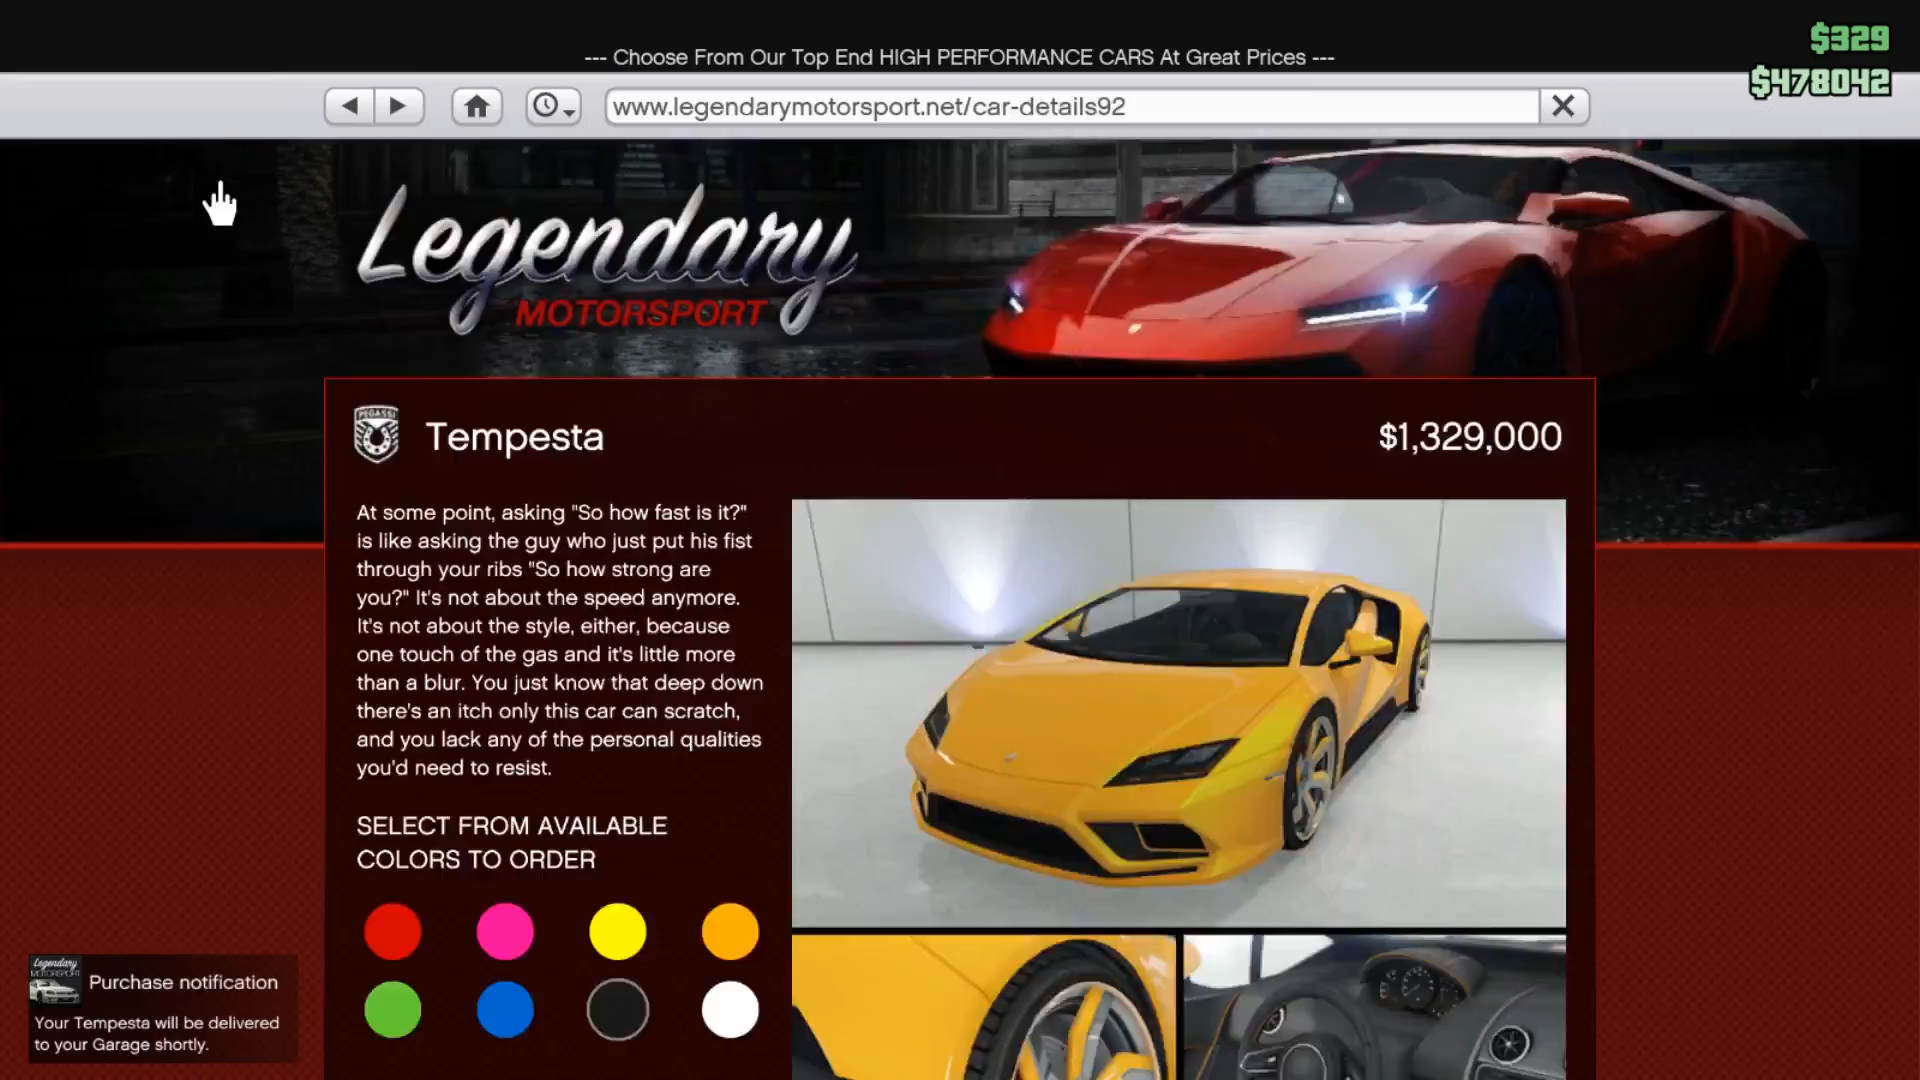 --- Choose From Our Top End HIGH PERFORMANCE CARS At Great Prices ---
$329
$478042
www.legendarymotorsport.net/car-details92
Legendary
MOTORSPORT
PEGASSI
Tempesta
$1,329,000
At some point, asking "So how fast is it?"
is like asking the guy who just put his fist
through your ribs "So how strong are
you?" It's not about the speed anymore.
It's not about the style, either, because
one touch of the gas and it's little more
than a blur. You just know that deep down
there's an itch only this car can scratch,
and you lack any of the personal qualities
you'd need to resist.
SELECT FROM AVAILABLE
COLORS TO ORDER
Legendary
MOTORSPORT
Purchase notification
Your Tempesta will be delivered
to your Garage shortly.